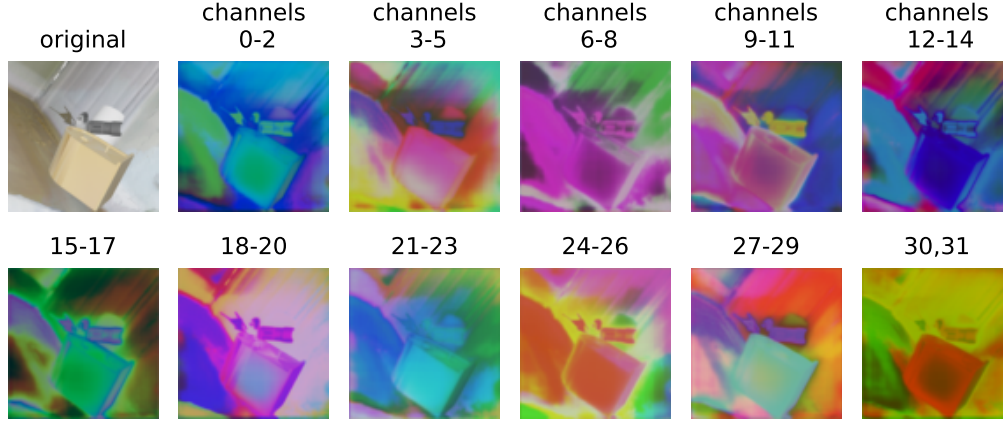 original
channels
0-2
channels
3-5
channels
6-8
channels
9-11
channels
12-14
15-17
18-20
21-23
24-26
27-29
30,31